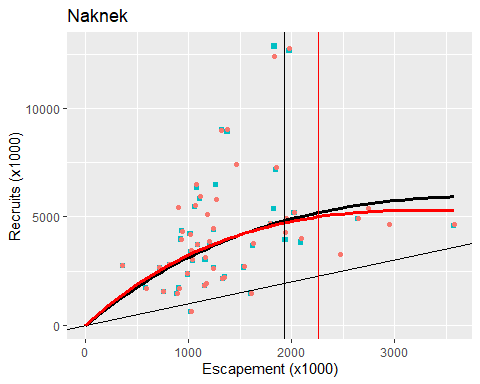 Naknek
Recruits (x1000)
10000
5000
0
0 1000 2000 3000
Escapement (x1000)